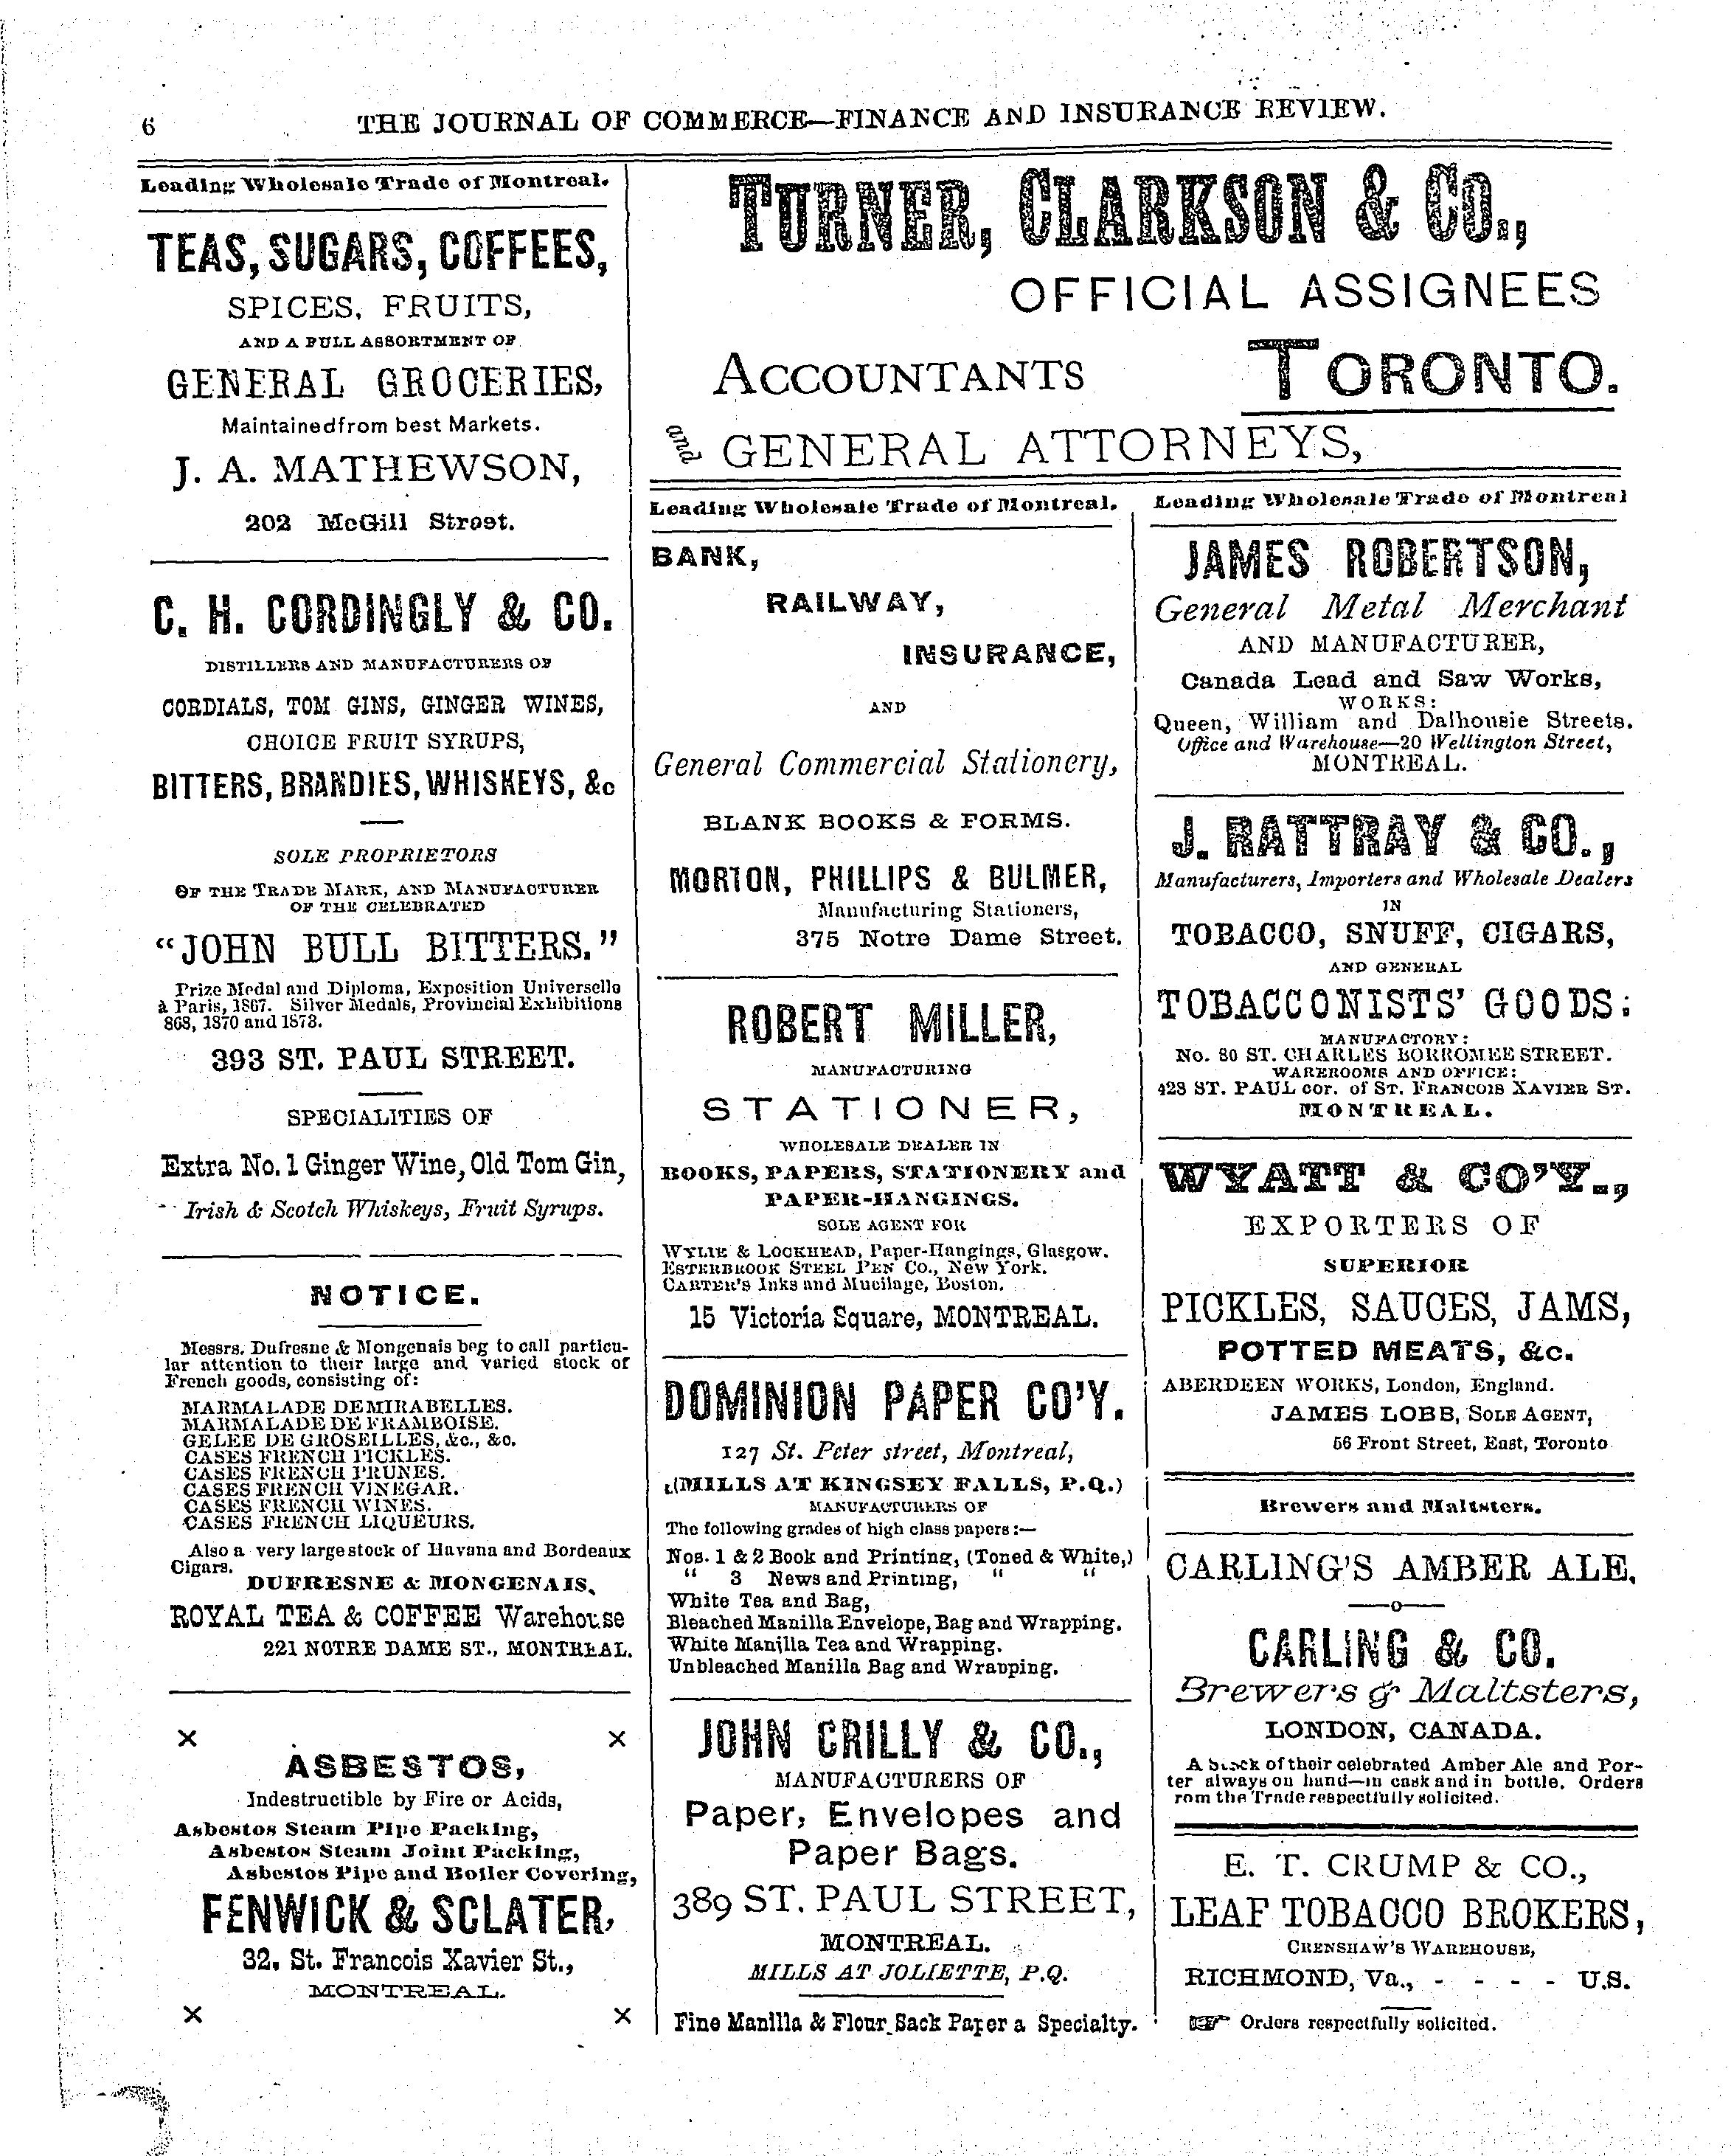 6
THE JOURNAL OF COMMERCE—FINANCE AND INSURANCE REVIEW.
Leading Wholesale Trade of Montreal.
TEAS, SUGARS, COFFEES,
SPICES, FRUITS,
AND A FULL ASSORTMENT OF
GENERAL GROCERIES,
Maintained from best Markets.
J. A. MATHEWSON,
202 McGill Street.
C. H. CORDINGLY & CO.
DISTILLERS AND MANUFACTURERS OF
CORDIALS, TOM GINS, GINGER WINES,
CHOICE FRUIT SYRUPS,
BITTERS, BRANDIES, WHISKEYS, &c
SOLE PROPRIETORS
OF THE TRADE MARK, AND MANUFACTURER
OF THE CELEBRATED
"JOHN BULL BITTERS."
Prize Medal and Diploma, Exposition Universelle
à Paris, 1867. Silver Medals, Provincial Exhibitions
868, 1870 and 1873.
393 ST. PAUL STREET.
SPECIALITIES OF
Extra No. 1 Ginger Wine, Old Tom Gin,
Irish & Scotch Whiskeys, Fruit Syrups.
NOTICE.
Messrs. Dufresne & Mongenais beg to call particu-
lar attention to their large and varied stock of
French goods, consisting of:
MARMALADE DE MIRABELLES.
MARMALADE DE FRAMBOISE.
GELEE DE GROSEILLES, &c., &c.
CASES FRENCH PICKLES.
CASES FRENCH PRUNES.
CASES FRENCH VINEGAR.
CASES FRENCH WINES.
CASES FRENCH LIQUEURS.
Also a very large stock of Havana and Bordeaux
Cigars.
DUFRESNE & MONGENAIS,
ROYAL TEA & COFFEE Warehouse
221 NOTRE DAME ST., MONTREAL.
× ×
ASBESTOS,
Indestructible by Fire or Acids,
Asbestos Steam Pipe Packing,
Asbestos Steam Joint Packing,
Asbestos Pipe and Boiler Covering,
FENWICK & SCLATER,
32, St. Francois Xavier St.,
MONTREAL.
× ×
TURNER, CLARKSON & CO.,
OFFICIAL ASSIGNEES
ACCOUNTANTS TORONTO.
and GENERAL ATTORNEYS,
Leading Wholesale Trade of Montreal.
BANK,
RAILWAY,
INSURANCE,
AND
General Commercial Stationery,
BLANK BOOKS & FORMS.
MORTON, PHILLIPS & BULMER,
Manufacturing Stationers,
375 Notre Dame Street.
ROBERT MILLER,
MANUFACTURING
STATIONER,
WHOLESALE DEALER IN
BOOKS, PAPERS, STATIONERY and
PAPER-HANGINGS.
SOLE AGENT FOR
WYLIE & LOCKHEAD, Paper-Hangings, Glasgow.
ESTERBROOK STEEL PEN CO., New York.
CARTER'S Inks and Mucilage, Boston.
15 Victoria Square, MONTREAL.
DOMINION PAPER CO'Y.
127 St. Peter street, Montreal,
(MILLS AT KINGSEY FALLS, P.Q.)
MANUFACTURERS OF
The following grades of high class papers:—
Nos. 1 & 2 Book and Printing, (Toned & White,)
" 3 News and Printing, " "
White Tea and Bag,
Bleached Manilla Envelope, Bag and Wrapping.
White Manilla Tea and Wrapping.
Unbleached Manilla Bag and Wrapping.
JOHN CRILLY & CO.,
MANUFACTURERS OF
Paper, Envelopes and
Paper Bags.
389 ST. PAUL STREET,
MONTREAL.
MILLS AT JOLIETTE, P.Q.
Fine Manilla & Flour Sack Paper a Specialty.
Leading Wholesale Trade of Montreal
JAMES ROBERTSON,
General Metal Merchant
AND MANUFACTURER,
Canada Lead and Saw Works,
WORKS:
Queen, William and Dalhousie Streets.
Office and Warehouse—20 Wellington Street,
MONTREAL.
J. RATTRAY & CO.,
Manufacturers, Importers and Wholesale Dealers
IN
TOBACCO, SNUFF, CIGARS,
AND GENERAL
TOBACCONISTS' GOODS:
MANUFACTORY:
No. 80 ST. CHARLES BORROMEE STREET.
WAREROOMS AND OFFICE:
428 ST. PAUL cor. of ST. FRANCOIS XAVIER ST.
MONTREAL.
WYATT & CO'Y.,
EXPORTERS OF
SUPERIOR
PICKLES, SAUCES, JAMS,
POTTED MEATS, &c.
ABERDEEN WORKS, London, England.
JAMES LOBB, SOLE AGENT,
56 Front Street, East, Toronto
Brewers and Maltsters.
CARLING'S AMBER ALE.
—o—
CARLING & CO.
Brewers & Maltsters,
LONDON, CANADA.
A stock of their celebrated Amber Ale and Por-
ter always on hand—in cask and in bottle. Orders
rom the Trade respectfully solicited.
E. T. CRUMP & CO.,
LEAF TOBACCO BROKERS,
CRENSHAW'S WAREHOUSE,
RICHMOND, Va., - - - - U.S.
☞ Orders respectfully solicited.